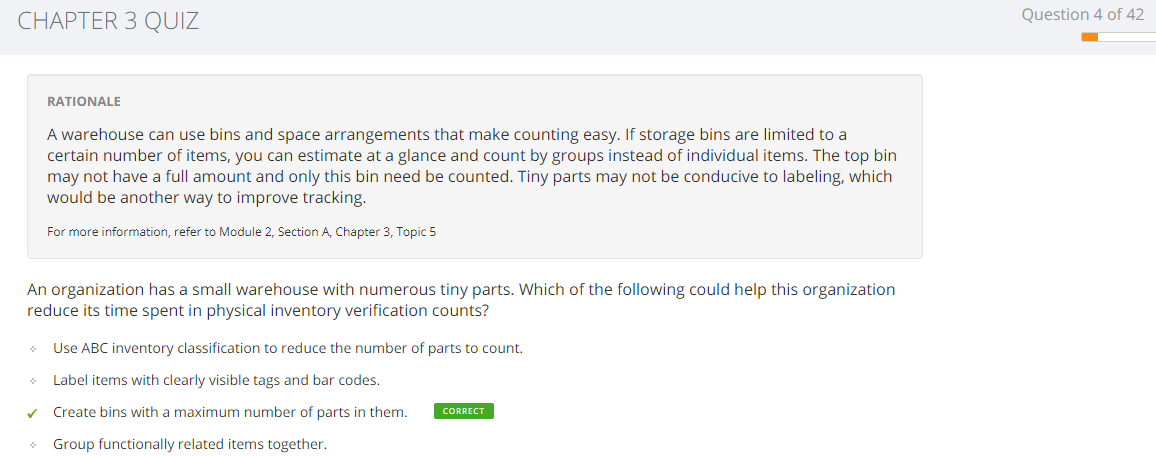 CHAPTER 3 QUIZ
Question 4 of 42
RATIONALE
A warehouse can use bins and space arrangements that make counting easy. If storage bins are limited to a
certain number of items, you can estimate at a glance and count by groups instead of individual items. The top bin
may not have a full amount and only this bin need be counted. Tiny parts may not be conducive to labeling, which
would be another way to improve tracking.
For more information, refer to Module 2, Section A, Chapter 3, Topic 5
An organization has a small warehouse with numerous tiny parts. Which of the following could help this organization
reduce its time spent in physical inventory verification counts?
Use ABC inventory classification to reduce the number of parts to count.
Label items with clearly visible tags and bar codes.
Create bins with a maximum number of parts in them. CORRECT
Group functionally related items together.